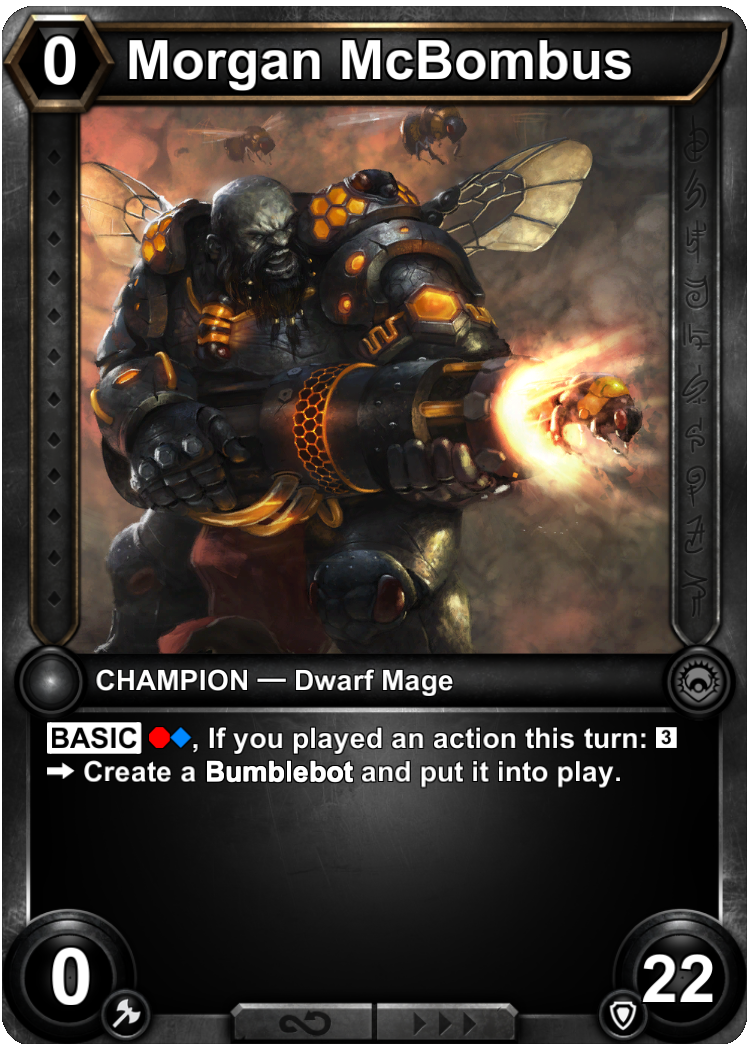 0 Morgan McBombus
CHAMPION — Dwarf Mage
BASIC , If you played an action this turn: 3
➞ Create a Bumblebot and put it into play.
0 22